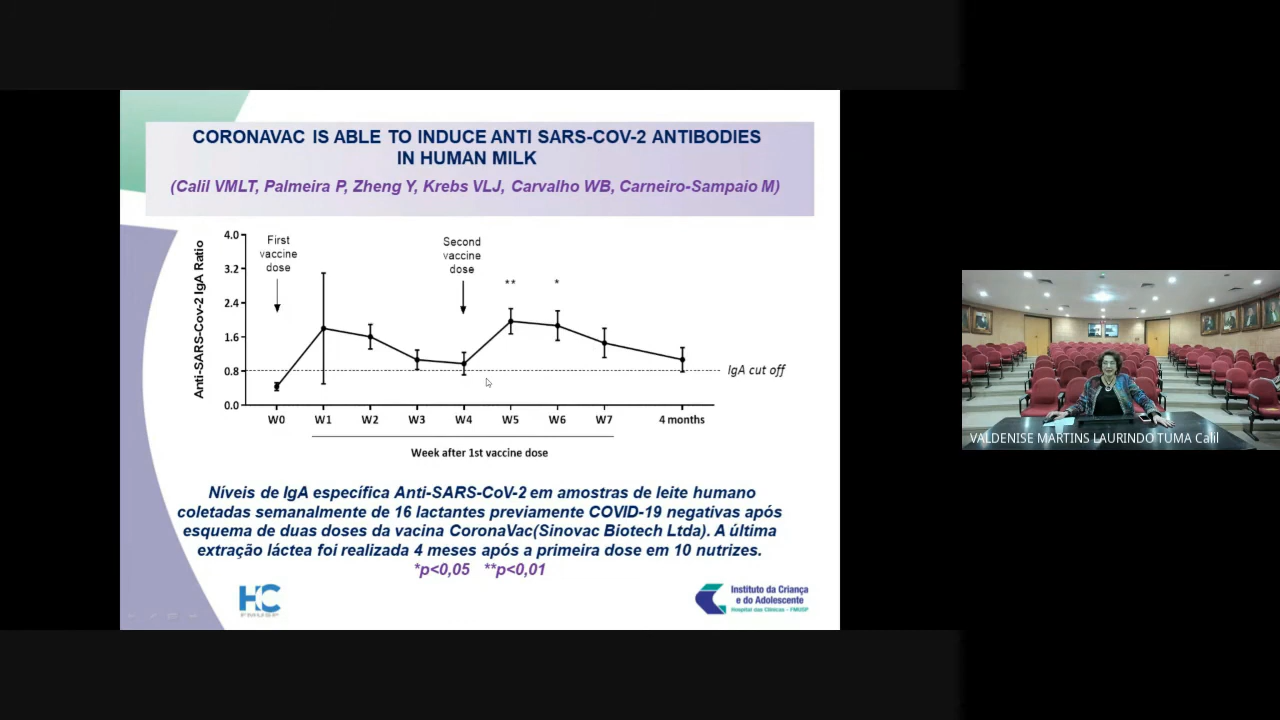 CORONAVAC IS ABLE TO INDUCE ANTI SARS-COV-2 ANTIBODIES
IN HUMAN MILK
(Calil VMLT, Palmeira P, Zheng Y, Krebs VLJ, Carvalho WB, Carneiro-Sampaio M)
Anti-SARS-Cov-2 IgA Ratio
4.0
3.2
2.4
1.6
0.8
0.0
First
vaccine
dose
Second
vaccine
dose
**
*
IgA cut off
W0 W1 W2 W3 W4 W5 W6 W7 4 months
Week after 1st vaccine dose
Níveis de IgA específica Anti-SARS-CoV-2 em amostras de leite humano
coletadas semanalmente de 16 lactantes previamente COVID-19 negativas após
esquema de duas doses da vacina CoronaVac(Sinovac Biotech Ltda). A última
extração láctea foi realizada 4 meses após a primeira dose em 10 nutrizes.
*p<0,05 **p<0,01
HC
FMUSP
Instituto da Criança
e do Adolescente
Hospital das Clínicas - FMUSP
VALDENISE MARTINS LAURINDO TUMA Calil